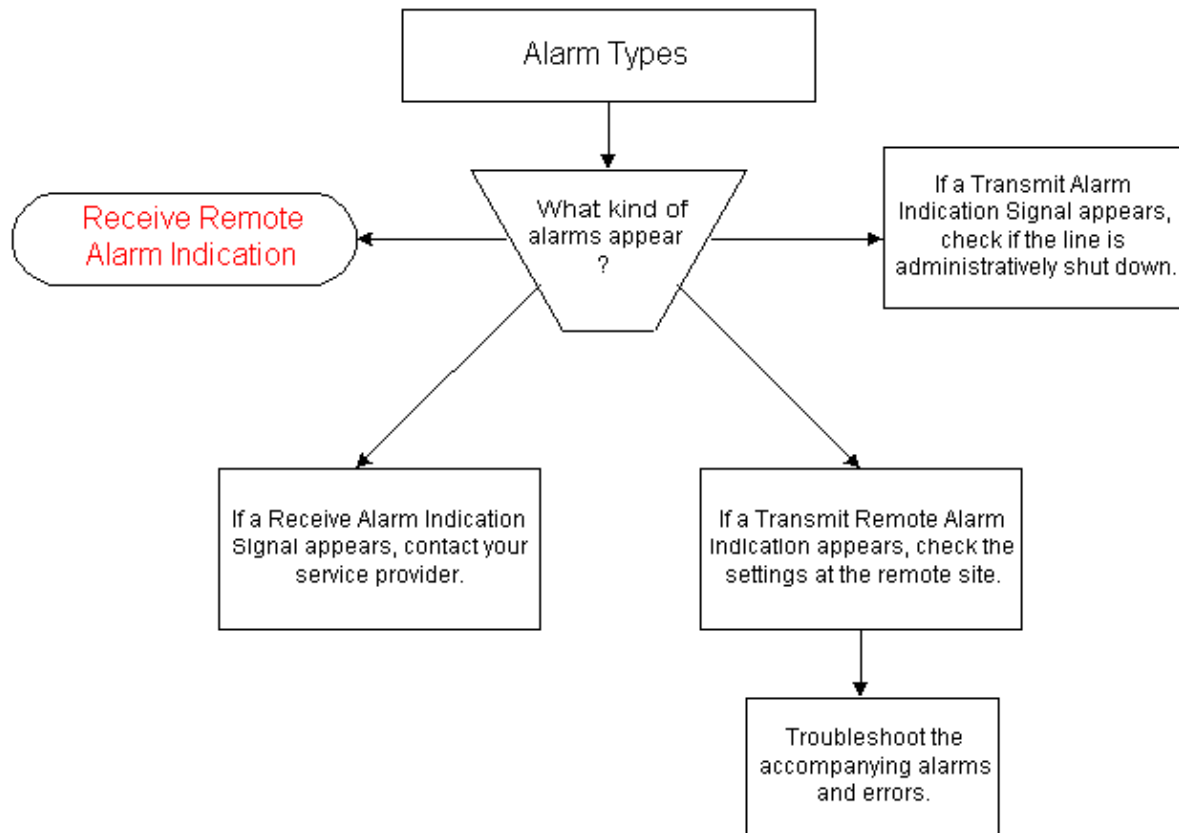 Alarm Types
What kind of
alarms appear
?
Receive Remote
Alarm Indication
If a Transmit Alarm
Indication Signal appears,
check if the line is
administratively shut down.
If a Receive Alarm Indication
Signal appears, contact your
service provider.
If a Transmit Remote Alarm
Indication appears, check the
settings at the remote site.
Troubleshoot the
accompanying alarms
and errors.